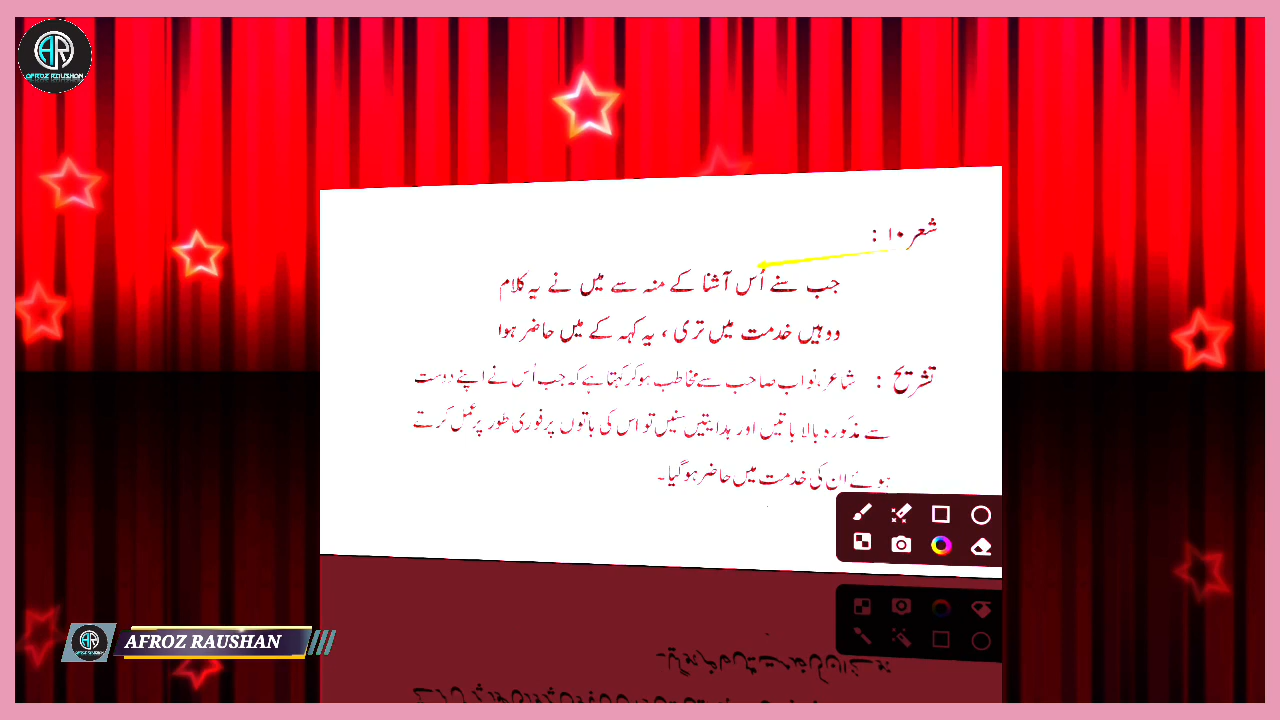 AFROZ RAUSHAN
شعر ۱۰ :
جب سنے اُس آشنا کے منہ سے میں نے یہ کلام
ووہیں خدمت میں تری ، یہ کہہ کے میں حاضر ہوا
تشریح : شاعر، نواب صاحب سے مخاطب ہو کر کہتا ہے کہ جب اُس نے اپنے دوست
سے مذکورہ بالا باتیں اور ہدایتیں سنیں تو اس کی باتوں پر فوری طور پر عمل کرتے
ہوئے ان کی خدمت میں حاضر ہو گیا۔
AFROZ RAUSHAN